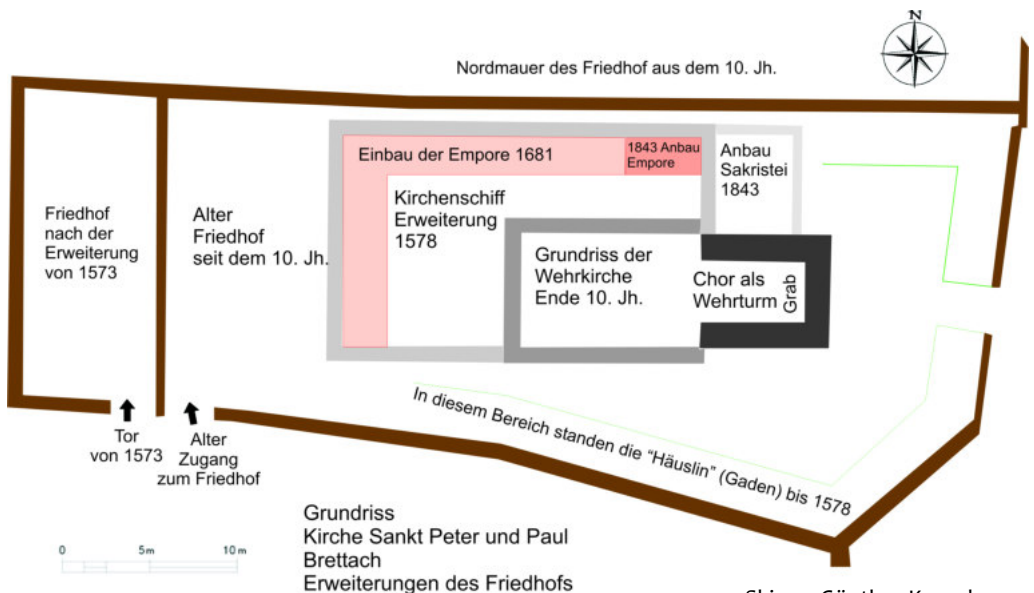 N
Nordmauer des Friedhof aus dem 10. Jh.
Einbau der Empore 1681
1843 Anbau
Empore
Anbau
Sakristei
1843
Friedhof
nach der
Erweiterung
von 1573
Alter
Friedhof
seit dem 10. Jh.
Kirchenschiff
Erweiterung
1578
Grundriss der
Wehrkirche
Ende 10. Jh.
Chor als
Wehrturm
Grab
In diesem Bereich standen die "Häuslin" (Gaden) bis 1578
Tor
von 1573
Alter
Zugang
zum Friedhof
0 5m 10 m
Grundriss
Kirche Sankt Peter und Paul
Brettach
Erweiterungen des Friedhofs